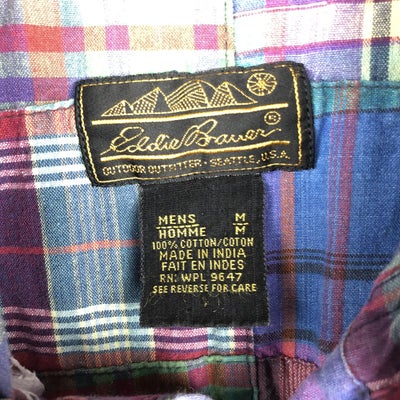 Eddie Bauer ®
OUTDOOR OUTFITTER - SEATTLE, U.S.A.
MENS M
HOMME M
100% COTTON/COTON
MADE IN INDIA
FAIT EN INDES
RN: WPL 9647
SEE REVERSE FOR CARE